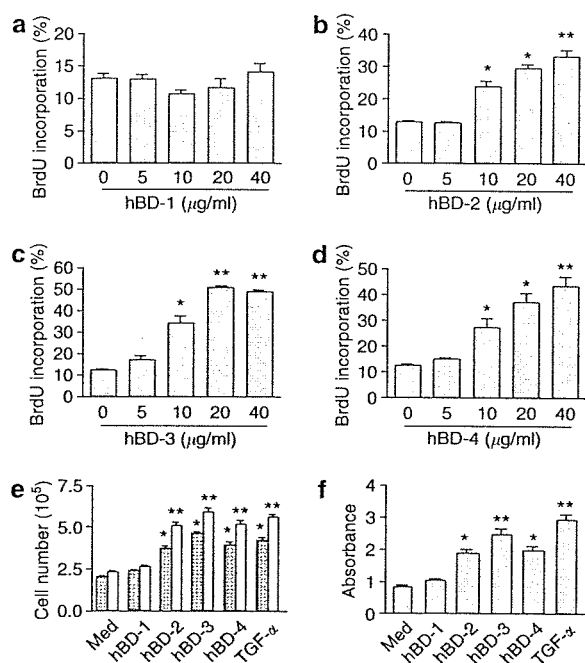 a
BrdU incorporation (%)
15
10
5
0
0 5 10 20 40
hBD-1 (μg/ml)
b
BrdU incorporation (%)
40
30
20
10
0
* * **
0 5 10 20 40
hBD-2 (μg/ml)
c
BrdU incorporation (%)
60
50
40
30
20
10
0
* ** **
0 5 10 20 40
hBD-3 (μg/ml)
d
BrdU incorporation (%)
50
40
30
20
10
0
* * **
0 5 10 20 40
hBD-4 (μg/ml)
e
Cell number (10⁵)
7.5
5.0
2.5
0.0
* ** * ** * ** * **
Med hBD-1 hBD-2 hBD-3 hBD-4 TGF-α
f
Absorbance
4
3
2
1
0
* ** * **
Med hBD-1 hBD-2 hBD-3 hBD-4 TGF-α